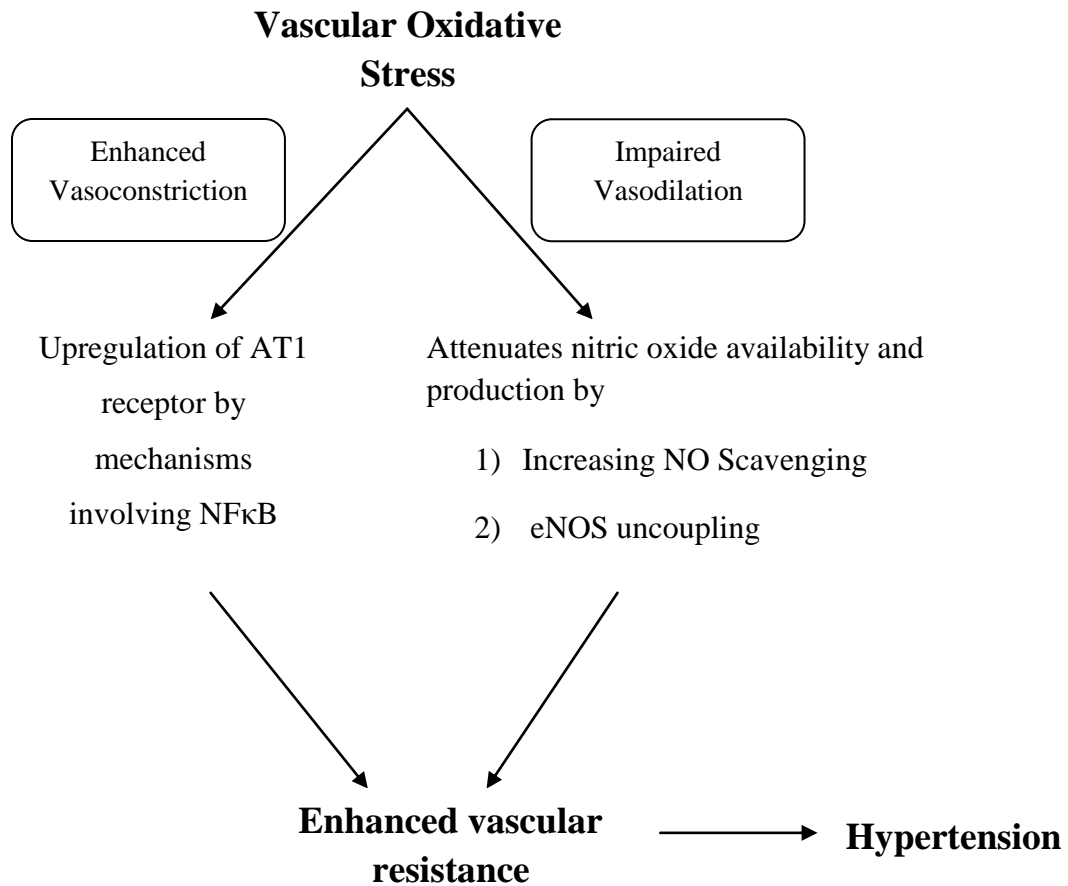 Vascular Oxidative
Stress
Enhanced
Vasoconstriction
Impaired
Vasodilation
Upregulation of AT1
receptor by
mechanisms
involving NFκB
Attenuates nitric oxide availability and
production by
1) Increasing NO Scavenging
2) eNOS uncoupling
Enhanced vascular
resistance
Hypertension